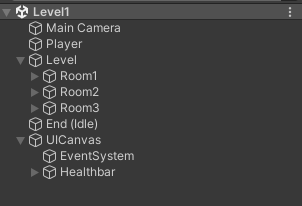 Level1
Main Camera
Player
Level
Room1
Room2
Room3
End (Idle)
UICanvas
EventSystem
Healthbar